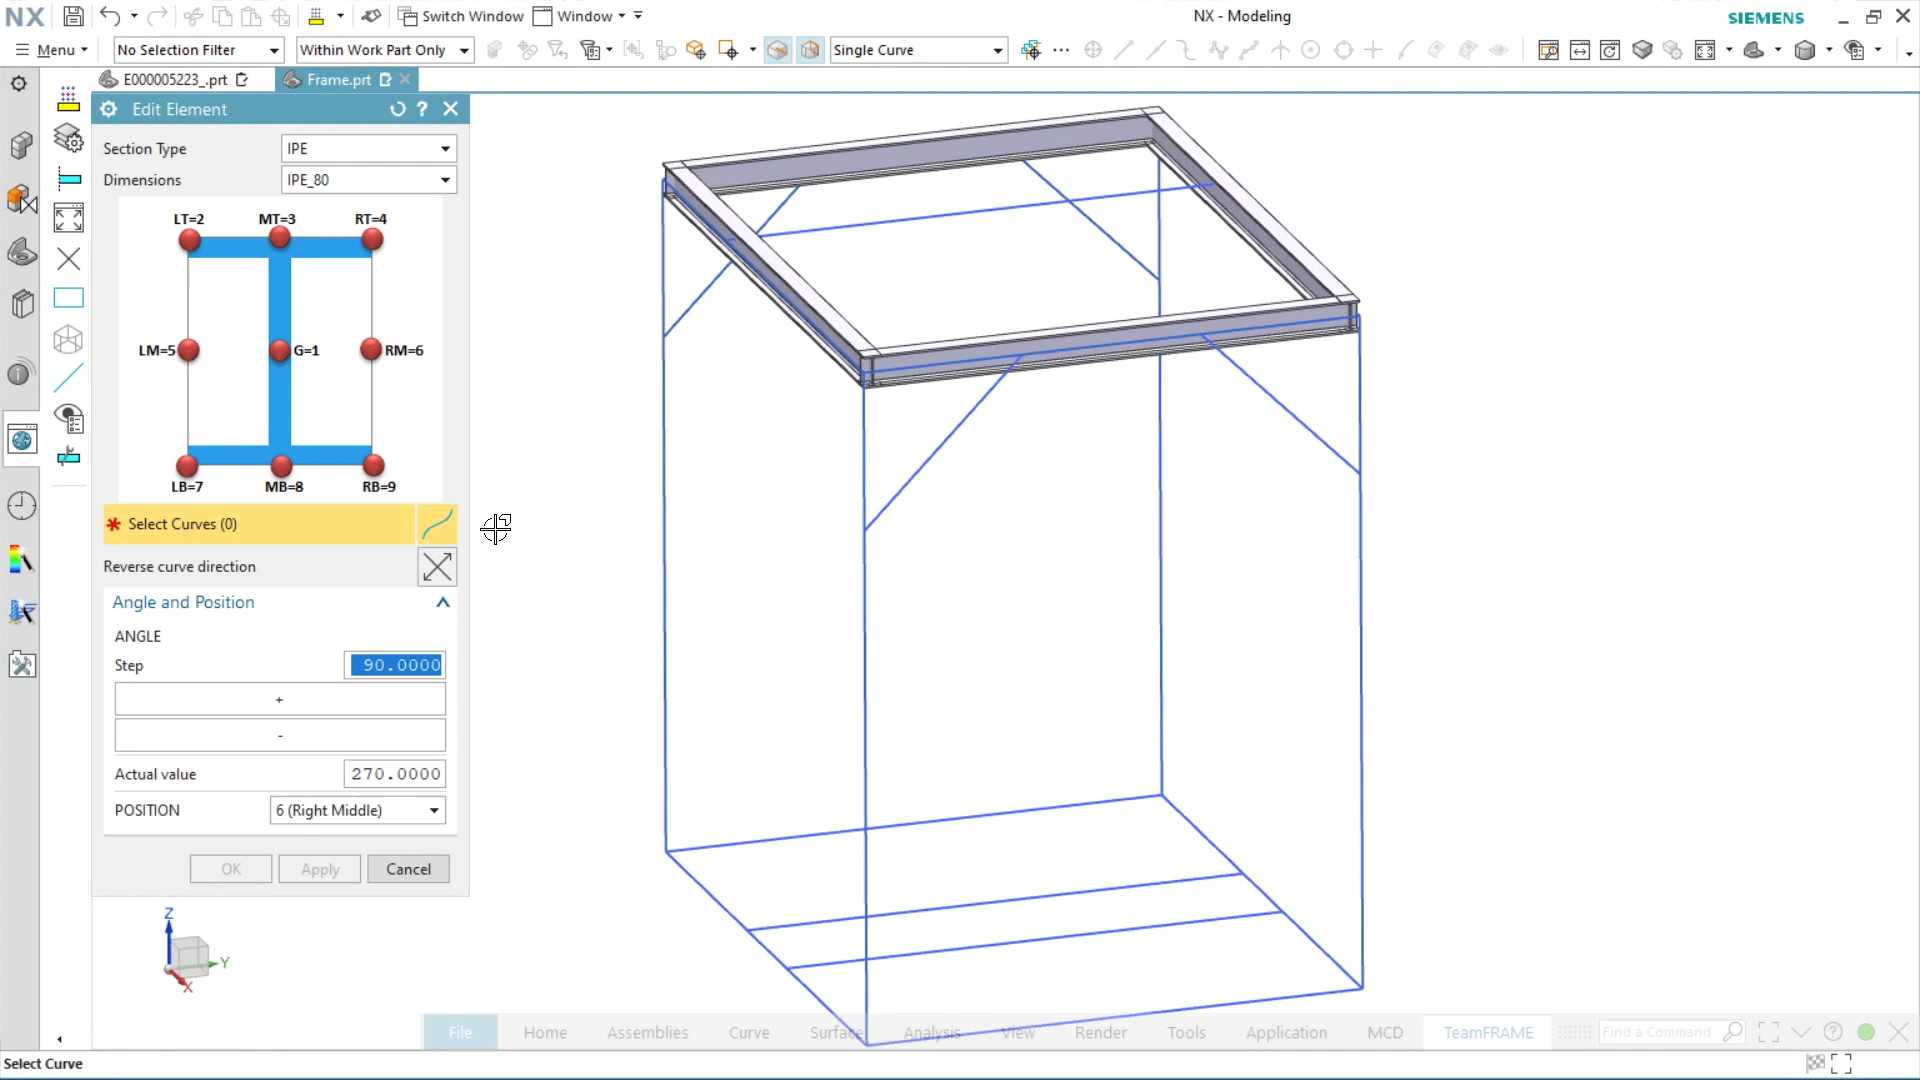 NX Switch Window Window NX - Modeling SIEMENS
Menu No Selection Filter Within Work Part Only Single Curve
E000005223_.prt Frame.prt
Edit Element ?
Section Type IPE
Dimensions IPE_80
LT=2 MT=3 RT=4
LM=5 G=1 RM=6
LB=7 MB=8 RB=9
* Select Curves (0)
Reverse curve direction
Angle and Position
ANGLE
Step 90.0000
+
-
Actual value 270.0000
POSITION 6 (Right Middle)
OK Apply Cancel
Z
Y
X
File Home Assemblies Curve Surface Analysis View Render Tools Application MCD TeamFRAME Find a Command
Select Curve